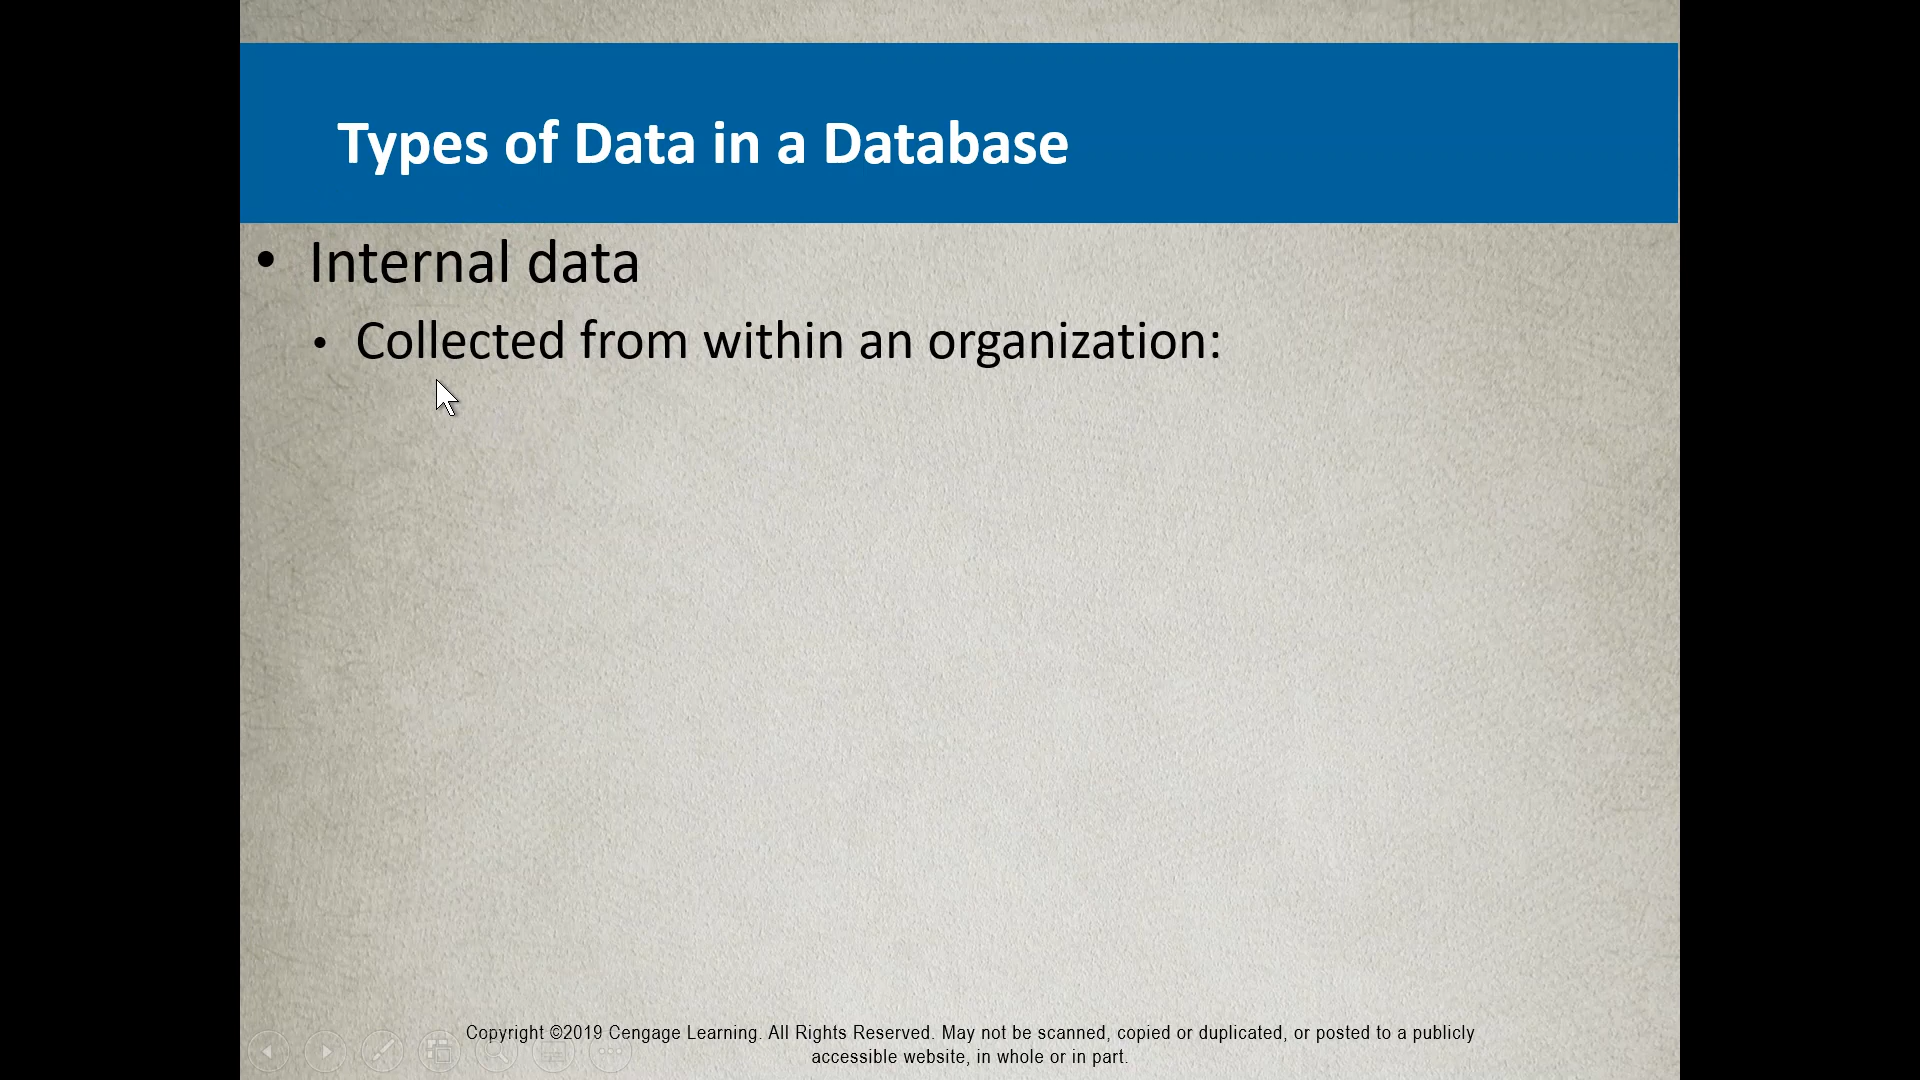 Types of Data in a Database
• Internal data
• Collected from within an organization:
Copyright ©2019 Cengage Learning. All Rights Reserved. May not be scanned, copied or duplicated, or posted to a publicly
accessible website, in whole or in part.